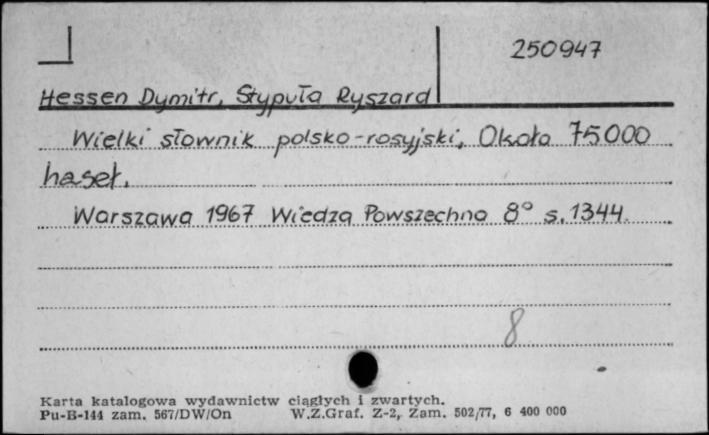 250947
Hessen Dymitr, Stypuła Ryszard
Wielki słownik polsko-rosyjski, Około 75000
haseł.
Warszawa 1967 Wiedza Powszechna 8° s. 1344
8
Karta katalogowa wydawnictw ciągłych i zwartych.
Pu-B-144 zam. 567/DW/On W.Z.Graf. Z-2, Zam. 502/77, 6 400 000